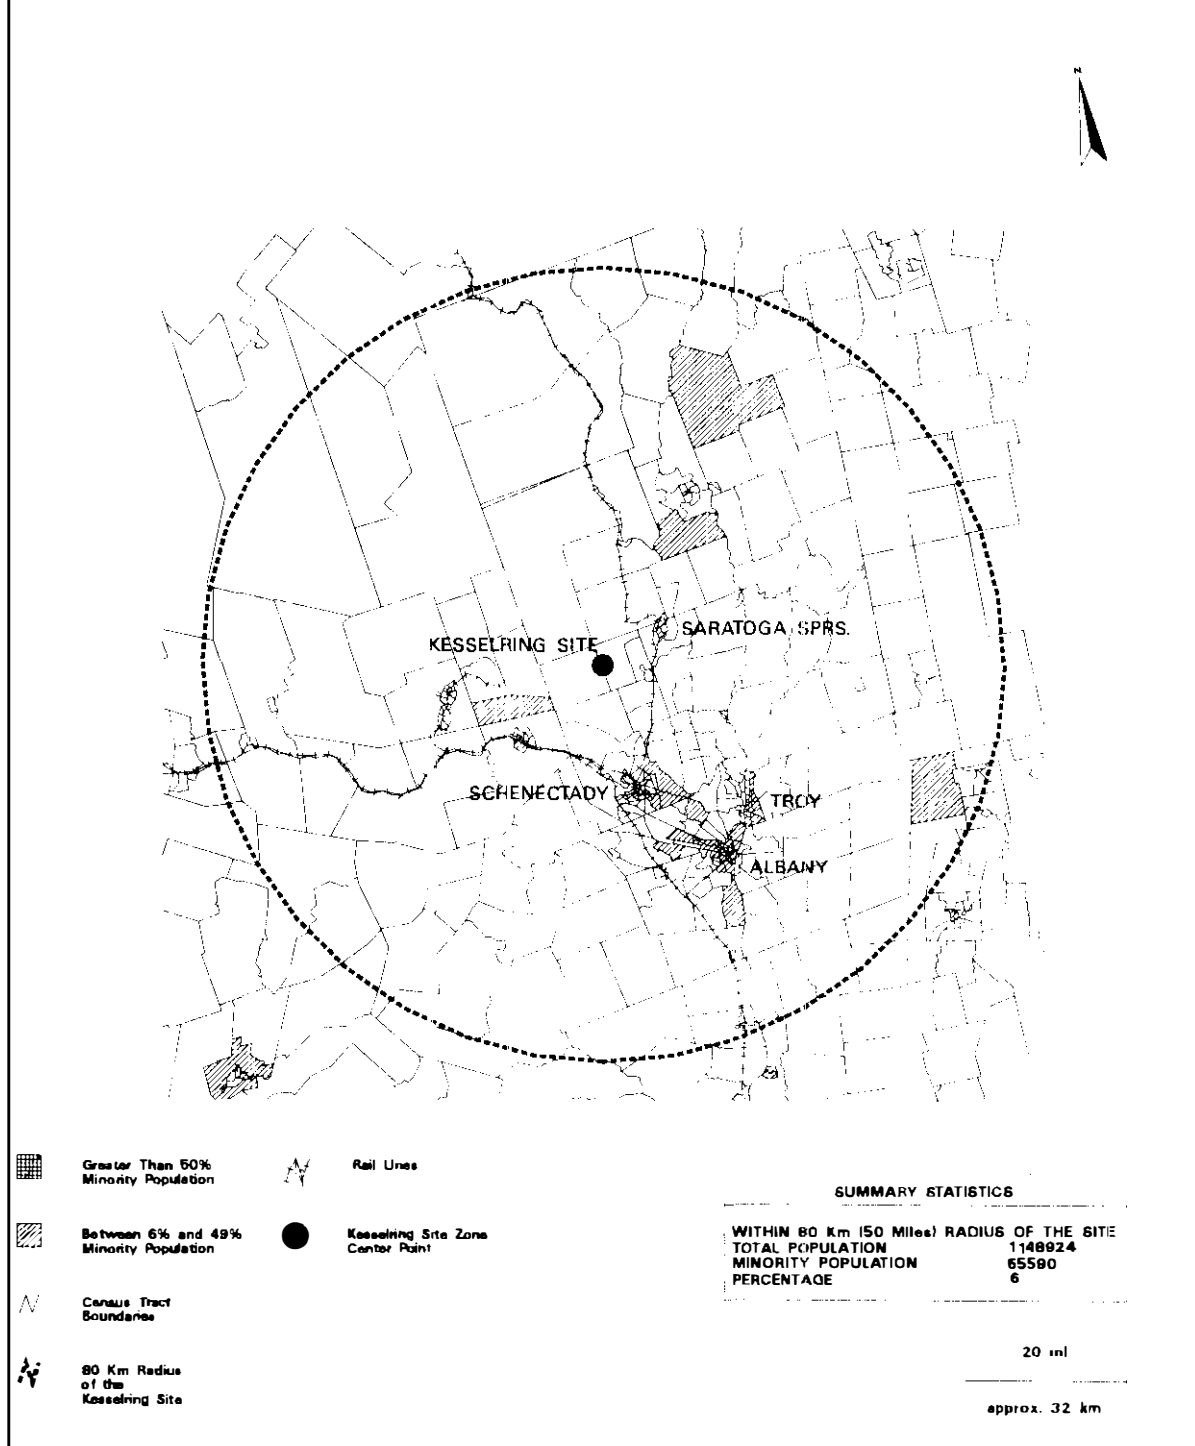 N
KESSELRING SITE
SARATOGA SPRS.
SCHENECTADY
TROY
ALBANY
Greater Than 50%
Minority Population
Rail Lines
Between 6% and 49%
Minority Population
Kesselring Site Zone
Center Point
Census Tract
Boundaries
80 Km Radius
of the
Kesselring Site
SUMMARY STATISTICS
WITHIN 80 Km (50 Miles) RADIUS OF THE SITE
TOTAL POPULATION 1148924
MINORITY POPULATION 65590
PERCENTAGE 6
20 mi
approx. 32 km